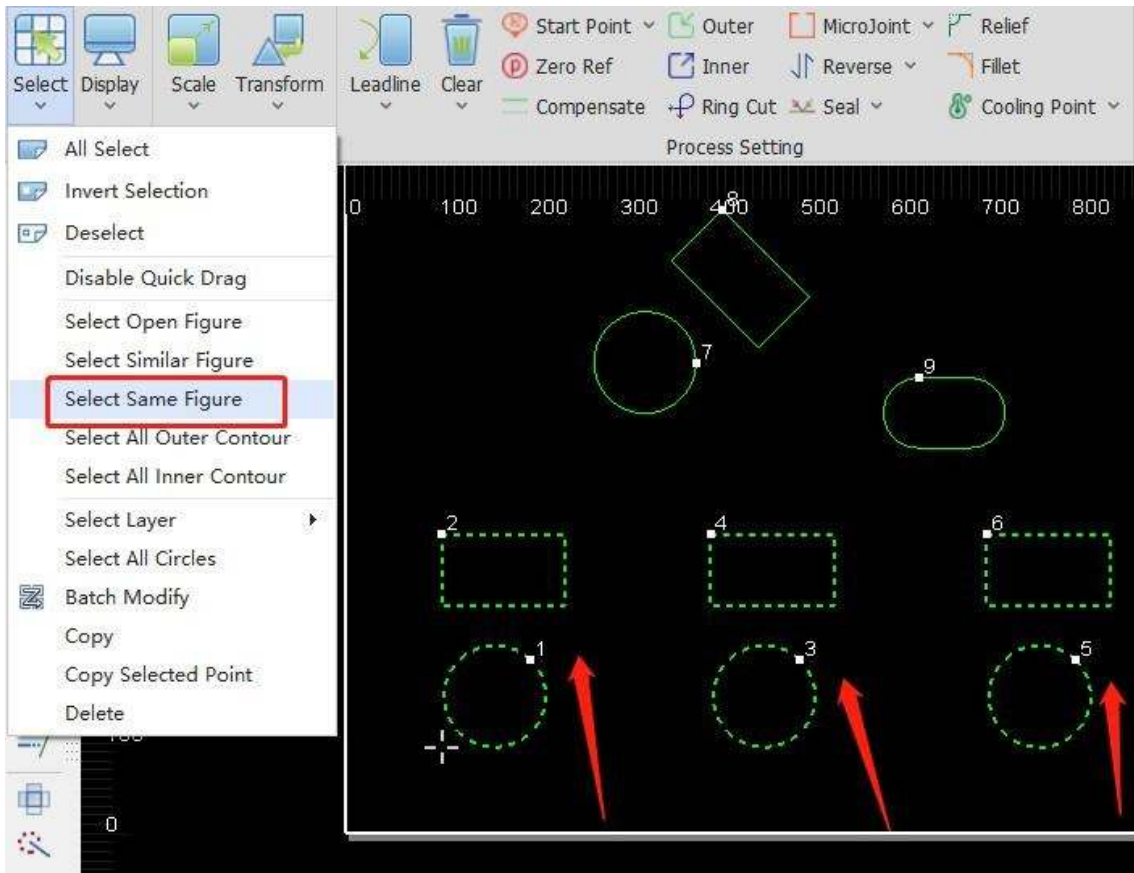 Start Point Outer MicroJoint Relief
Select Display Scale Transform Leadline Clear Zero Ref Inner Reverse Fillet
Compensate Ring Cut Seal Cooling Point
Process Setting
All Select
Invert Selection
Deselect
Disable Quick Drag
Select Open Figure
Select Similar Figure
Select Same Figure
Select All Outer Contour
Select All Inner Contour
Select Layer
Select All Circles
Batch Modify
Copy
Copy Selected Point
Delete
0 100 200 300 400 500 600 700 800
8
7
9
2 4 6
1 3 5
100
0